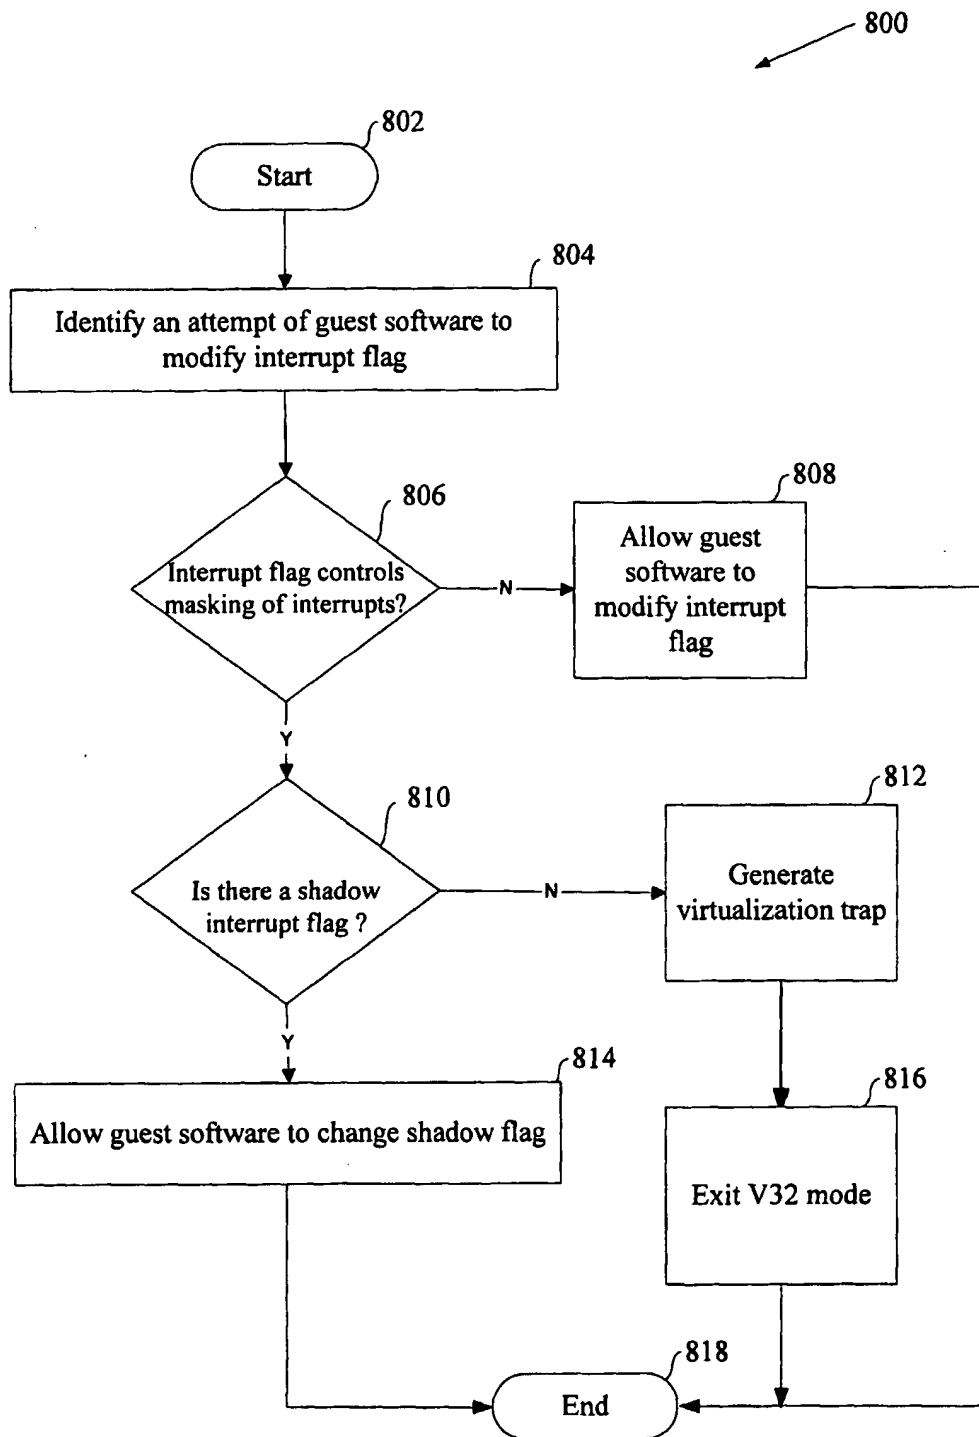 800
802
Start
804
Identify an attempt of guest software to
modify interrupt flag
806
Interrupt flag controls
masking of interrupts?
N
808
Allow guest
software to
modify interrupt
flag
Y
810
Is there a shadow
interrupt flag ?
N
812
Generate
virtualization trap
Y
814
Allow guest software to change shadow flag
816
Exit V32 mode
818
End